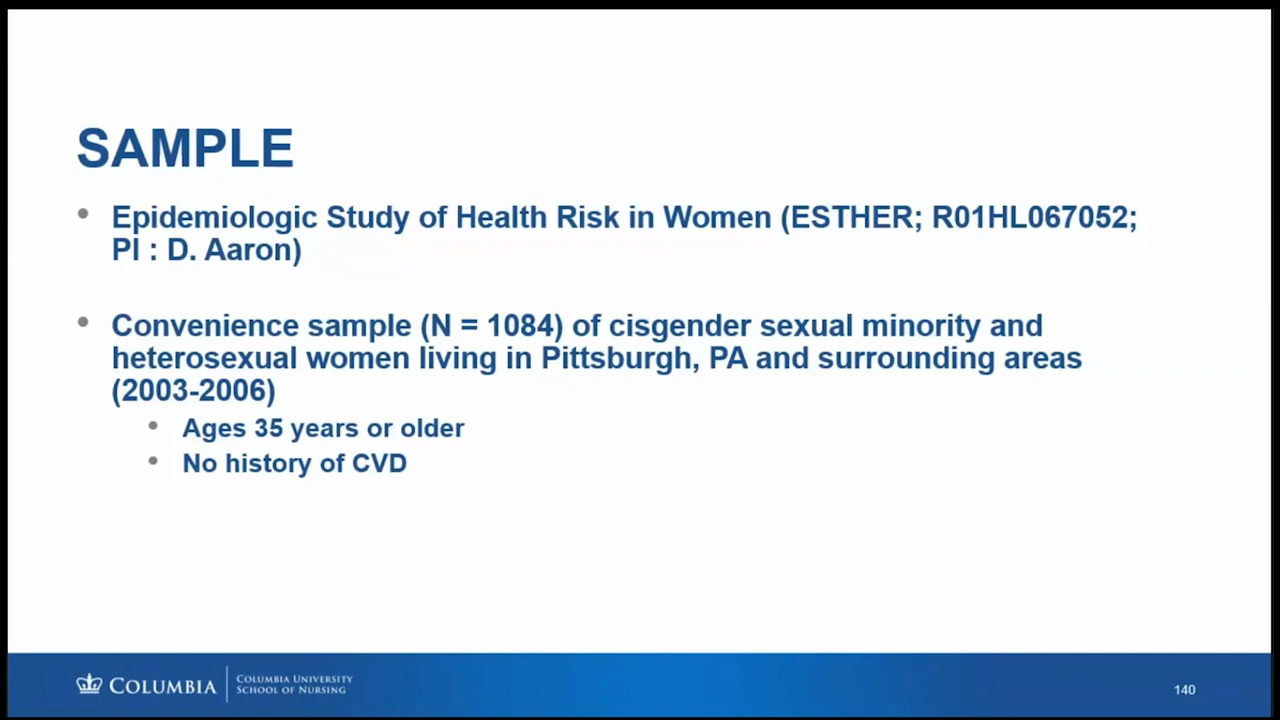 SAMPLE
• Epidemiologic Study of Health Risk in Women (ESTHER; R01HL067052;
PI : D. Aaron)
• Convenience sample (N = 1084) of cisgender sexual minority and
heterosexual women living in Pittsburgh, PA and surrounding areas
(2003-2006)
• Ages 35 years or older
• No history of CVD
COLUMBIA
COLUMBIA UNIVERSITY
SCHOOL OF NURSING
140